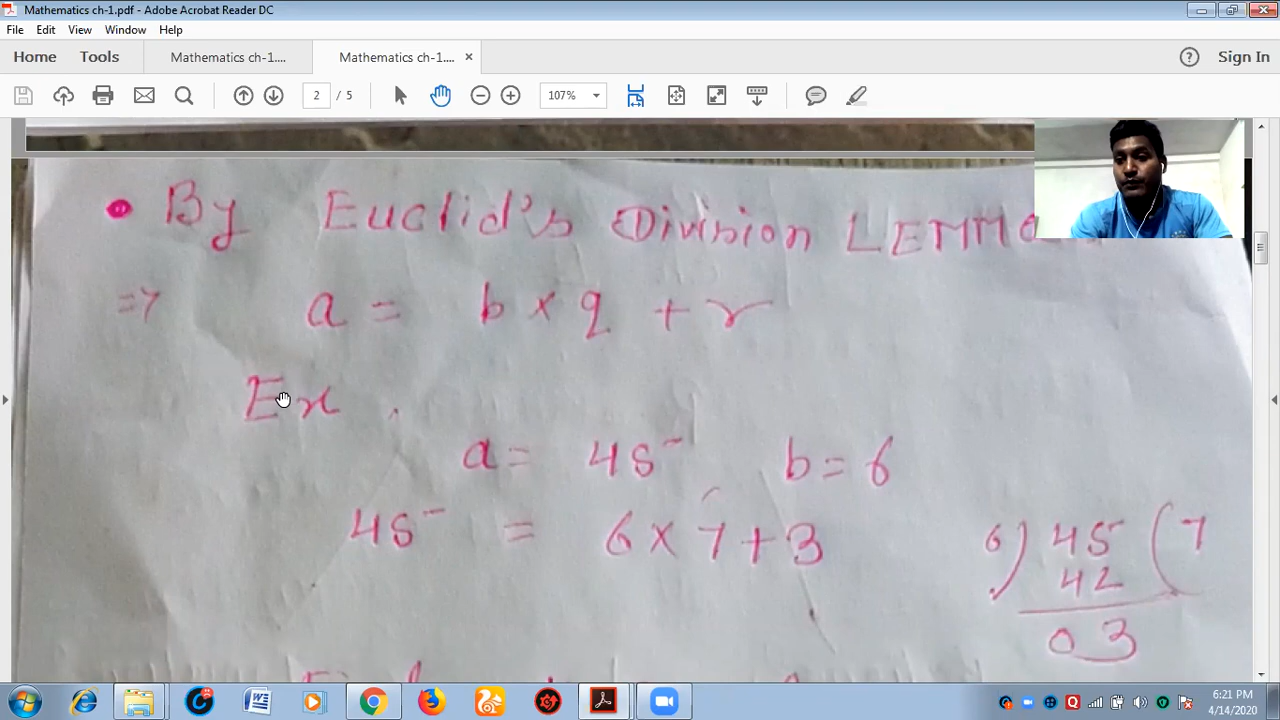 Mathematics ch-1.pdf - Adobe Acrobat Reader DC
File Edit View Window Help
Home Tools Mathematics ch-1.... Mathematics ch-1.... × Sign In
2 / 5 107%
• By Euclid's Division LEMMA
=> a = b × q + r
Ex.
a = 45 b = 6
45 = 6 × 7 + 3
6 ) 45 ( 7
42
03
6:21 PM
4/14/2020